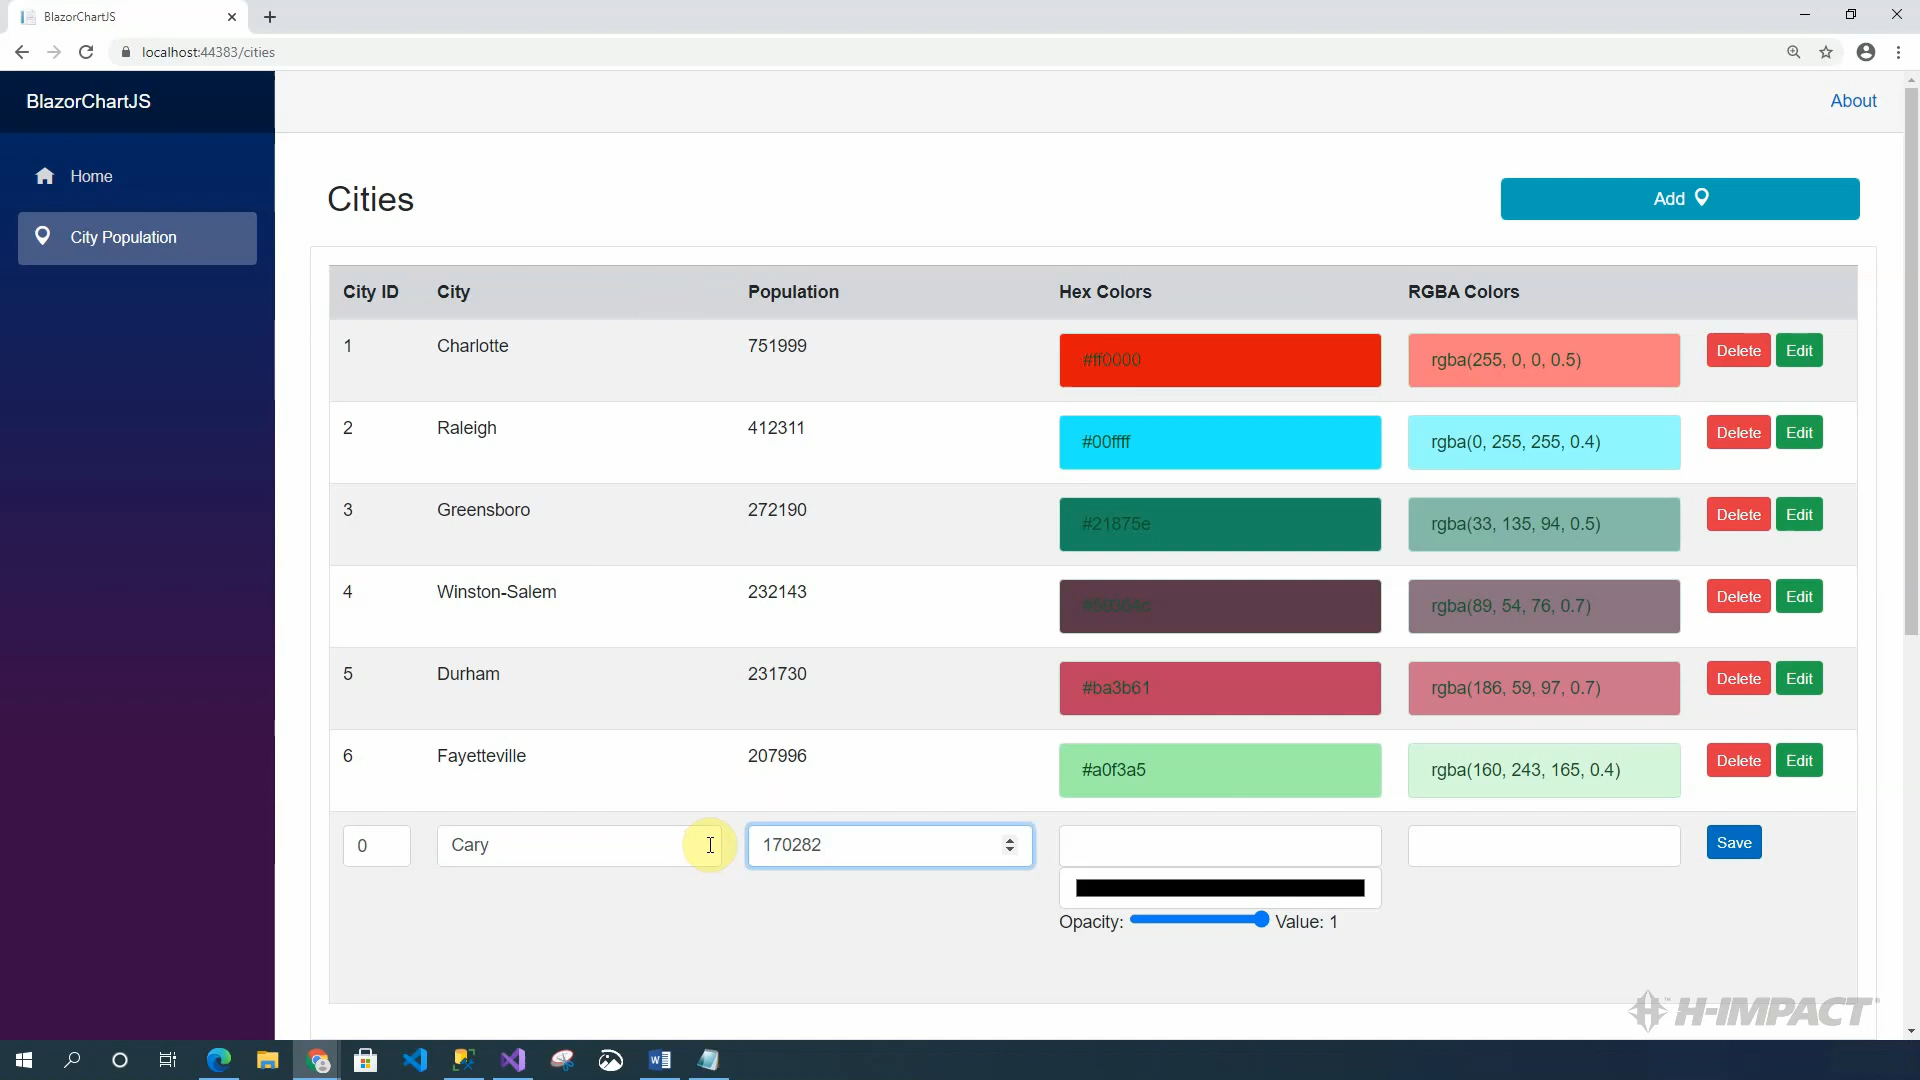 BlazorChartJS
localhost:44383/cities
BlazorChartJS
About
Home
City Population
Cities
Add
City ID City Population Hex Colors RGBA Colors
1 Charlotte 751999 #ff0000 rgba(255, 0, 0, 0.5) Delete Edit
2 Raleigh 412311 #00ffff rgba(0, 255, 255, 0.4) Delete Edit
3 Greensboro 272190 #21875e rgba(33, 135, 94, 0.5) Delete Edit
4 Winston-Salem 232143 rgba(89, 54, 76, 0.7) Delete Edit
5 Durham 231730 #ba3b61 rgba(186, 59, 97, 0.7) Delete Edit
6 Fayetteville 207996 #a0f3a5 rgba(160, 243, 165, 0.4) Delete Edit
0 Cary 170282 Save
Opacity: Value: 1
H-IMPACT